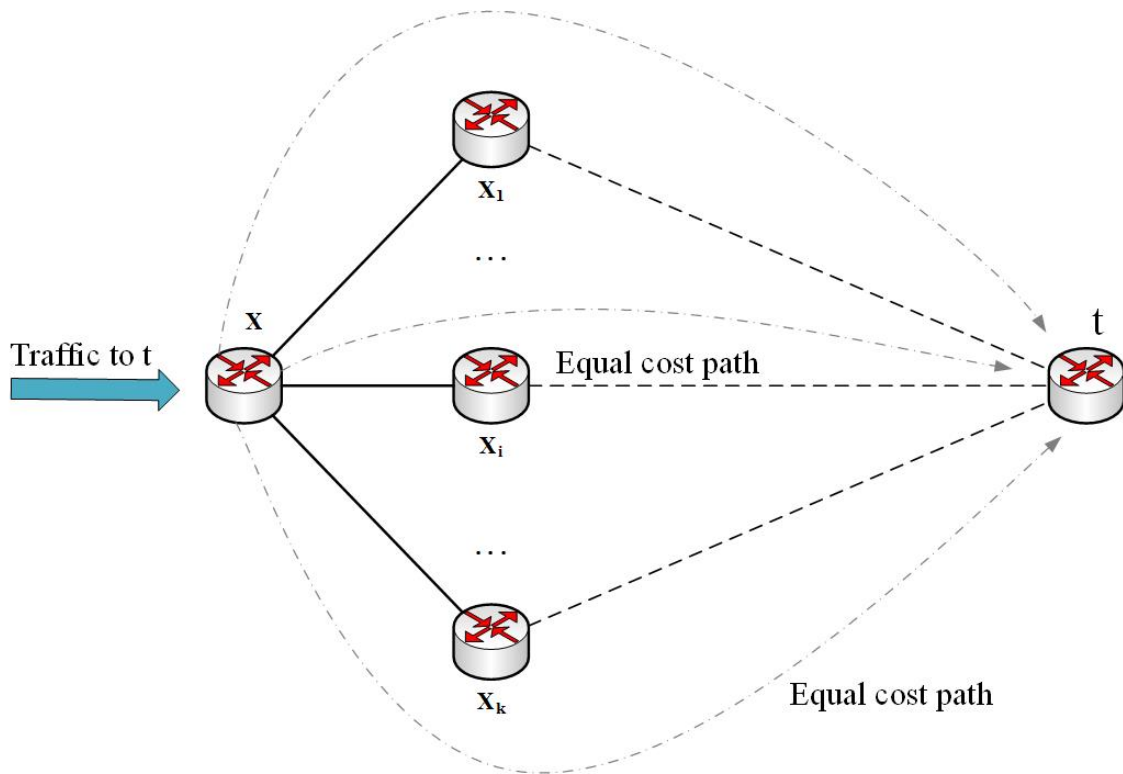 x₁
...
x
t
Traffic to t
Equal cost path
xᵢ
...
xₖ
Equal cost path